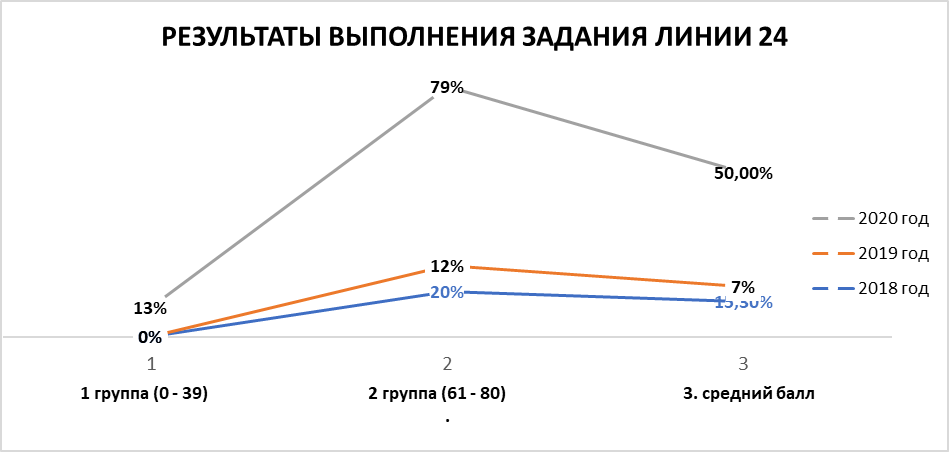 РЕЗУЛЬТАТЫ ВЫПОЛНЕНИЯ ЗАДАНИЯ ЛИНИИ 24
79%
50,00%
2020 год
2019 год
12%
20%
7%
2018 год
13%
0%
1 2 3
1 группа (0 - 39) 2 группа (61 - 80) 3. средний балл
.